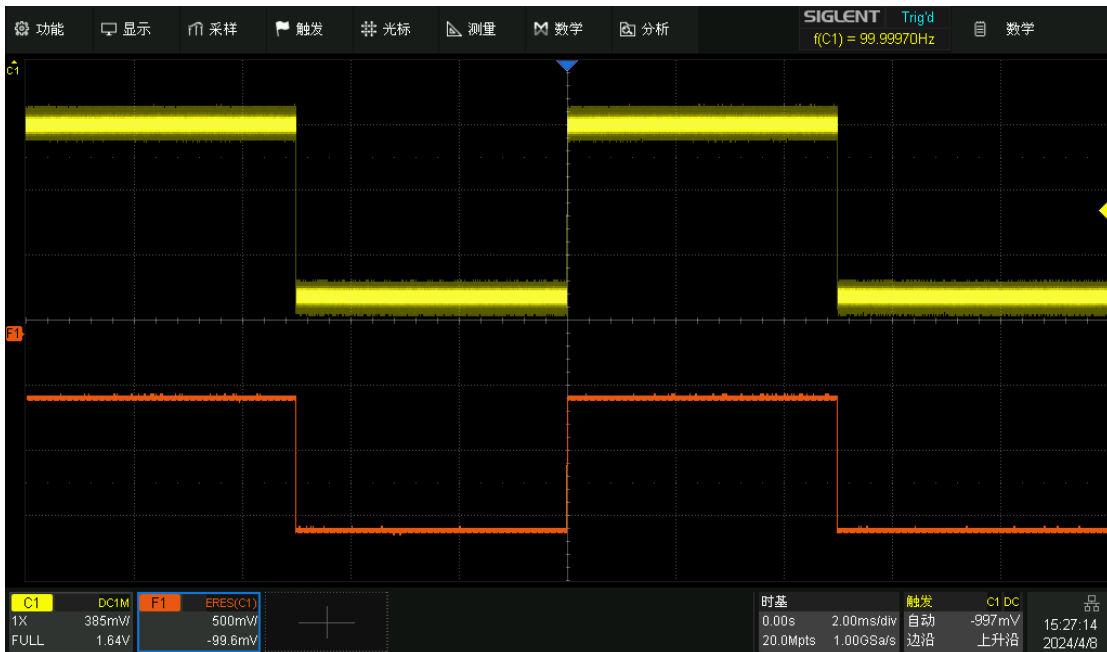 功能 显示 采样 触发 光标 测量 数学 分析 SIGLENT Trig'd 数学
f(C1) = 99.99970Hz
C1
F1
C1 DC1M F1 ERES(C1) 时基 触发 C1 DC
1X 385mV/ 500mV/ 0.00s 2.00ms/div 自动 -997mV 15:27:14
FULL 1.64V -99.6mV 20.0Mpts 1.00GSa/s 边沿 上升沿 2024/4/8